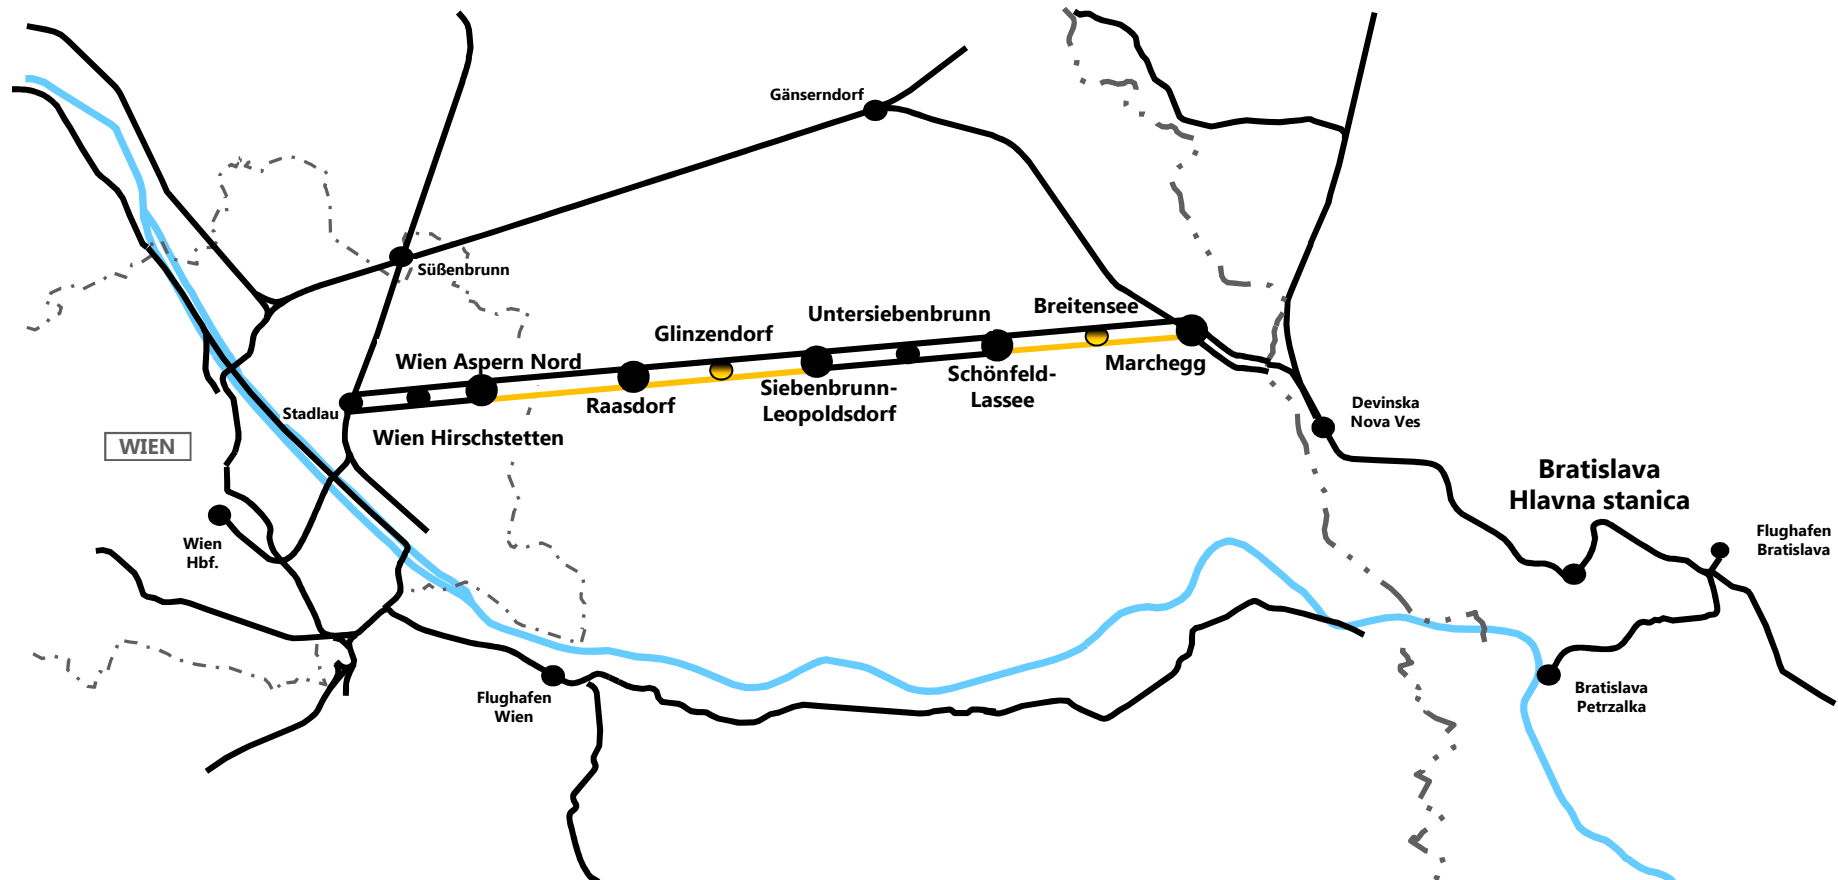 Gänserndorf
Süßenbrunn
Untersiebenbrunn
Breitensee
Glinzendorf
Wien Aspern Nord
Marchegg
Schönfeld-
Lassee
Siebenbrunn-
Leopoldsdorf
Raasdorf
Stadlau
Wien Hirschstetten
WIEN
Devinska
Nova Ves
Bratislava
Hlavna stanica
Wien
Hbf.
Flughafen
Bratislava
Flughafen
Wien
Bratislava
Petrzalka